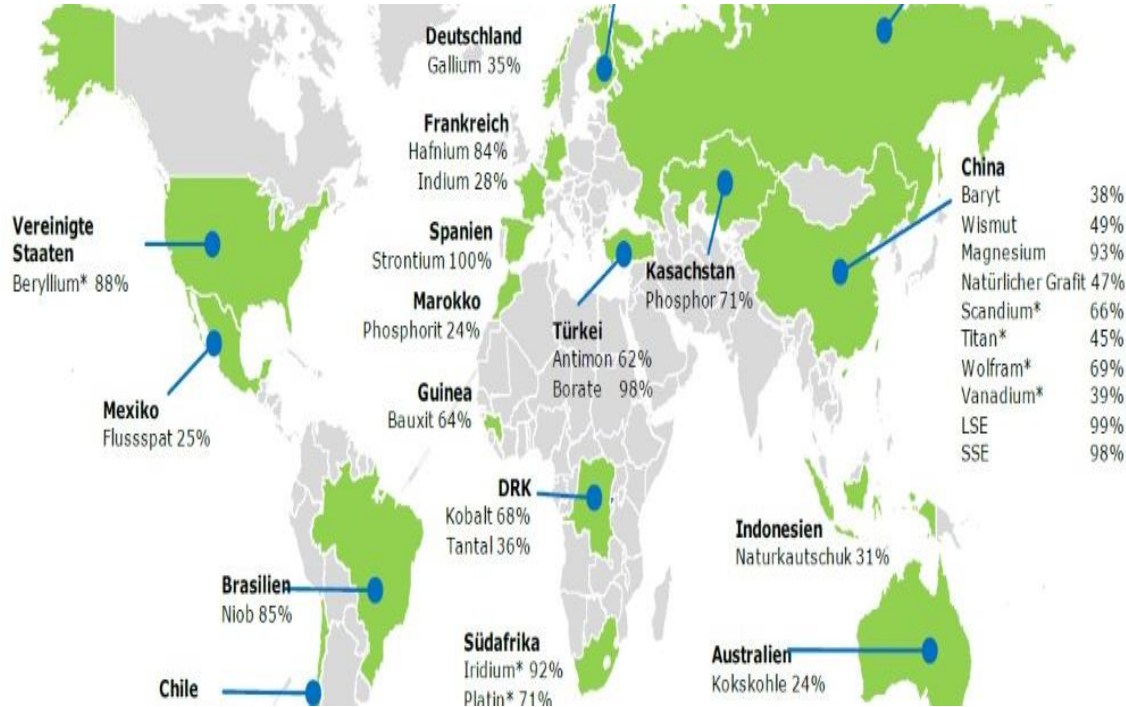 Deutschland
Gallium 35%
Frankreich
Hafnium 84%
Indium 28%
Spanien
Strontium 100%
Marokko
Phosphorit 24%
Vereinigte
Staaten
Beryllium* 88%
Mexiko
Flussspat 25%
Guinea
Bauxit 64%
Türkei
Antimon 62%
Borate 98%
Kasachstan
Phosphor 71%
China
Baryt 38%
Wismut 49%
Magnesium 93%
Natürlicher Grafit 47%
Scandium* 66%
Titan* 45%
Wolfram* 69%
Vanadium* 39%
LSE 99%
SSE 98%
DRK
Kobalt 68%
Tantal 36%
Indonesien
Naturkautschuk 31%
Brasilien
Niob 85%
Südafrika
Iridium* 92%
Platin* 71%
Australien
Kokskohle 24%
Chile